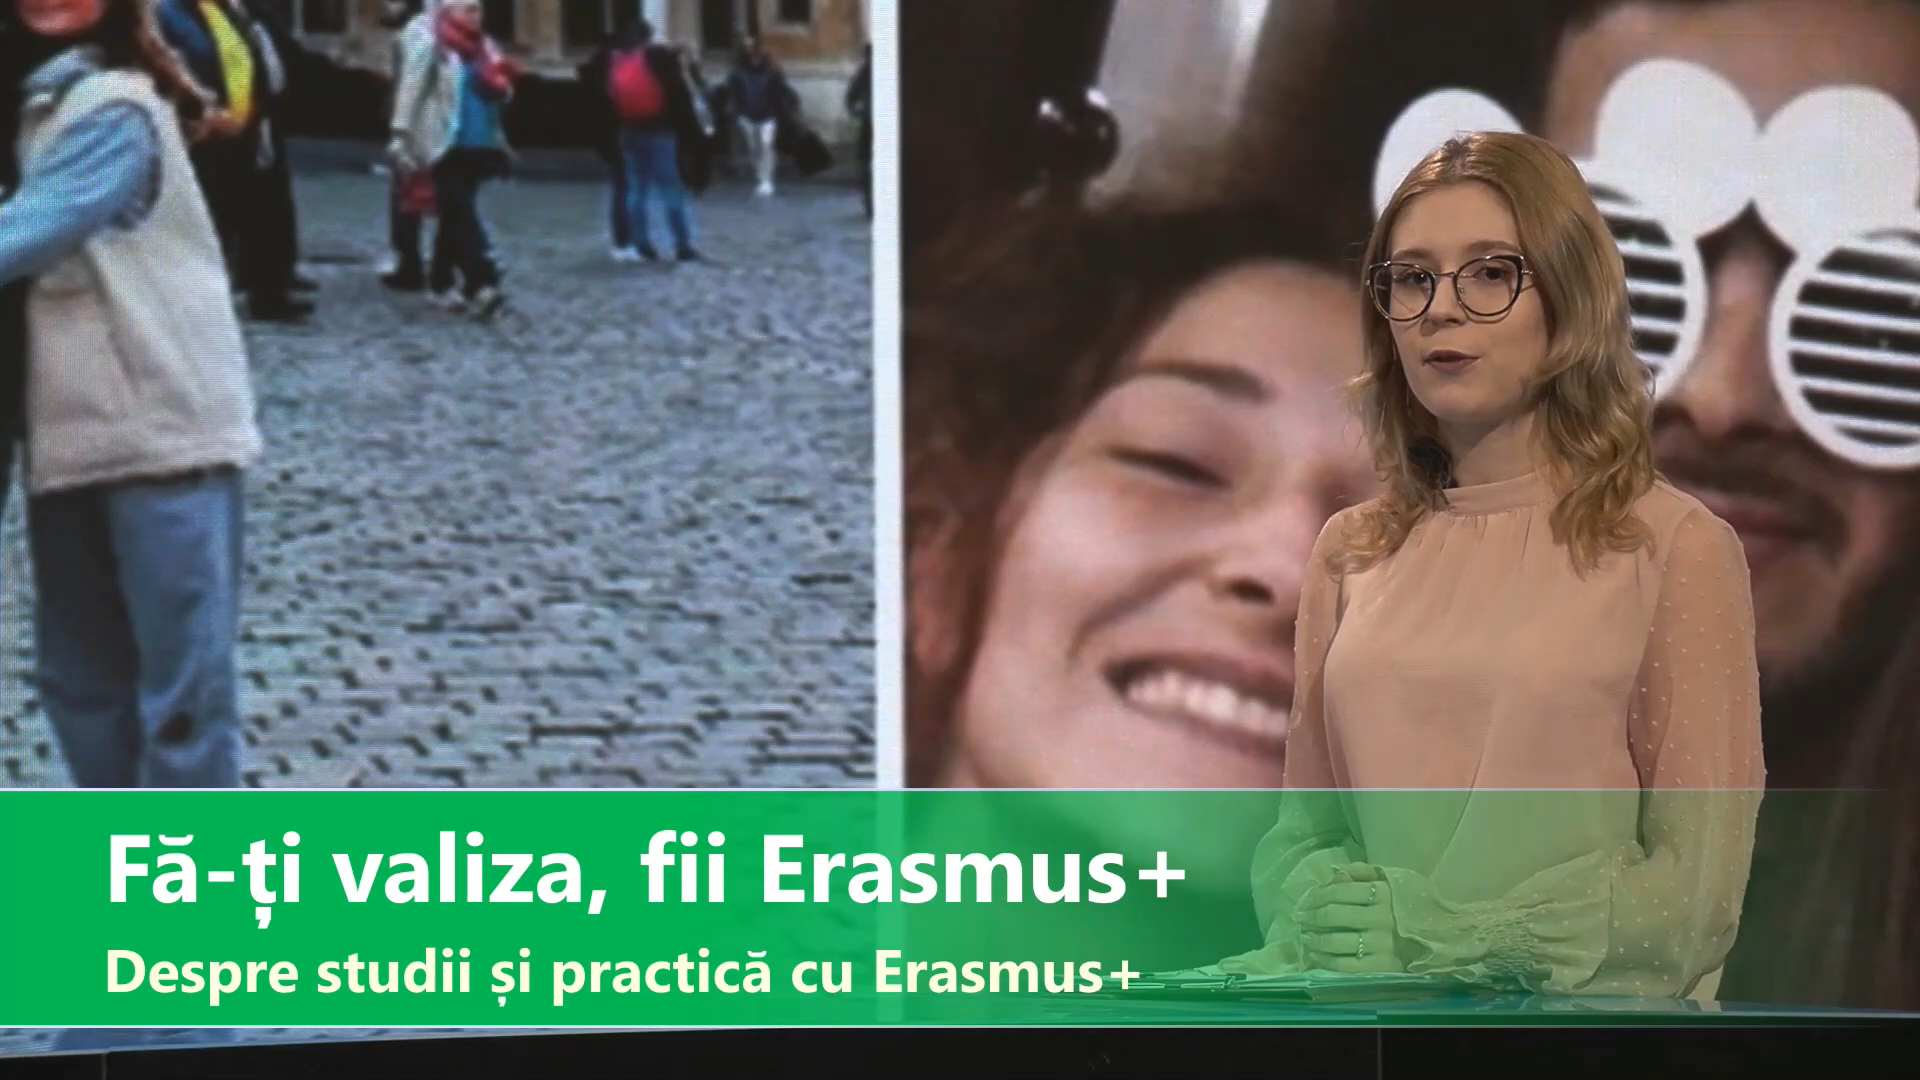 Fă-ți valiza, fii Erasmus+
Despre studii și practică cu Erasmus+